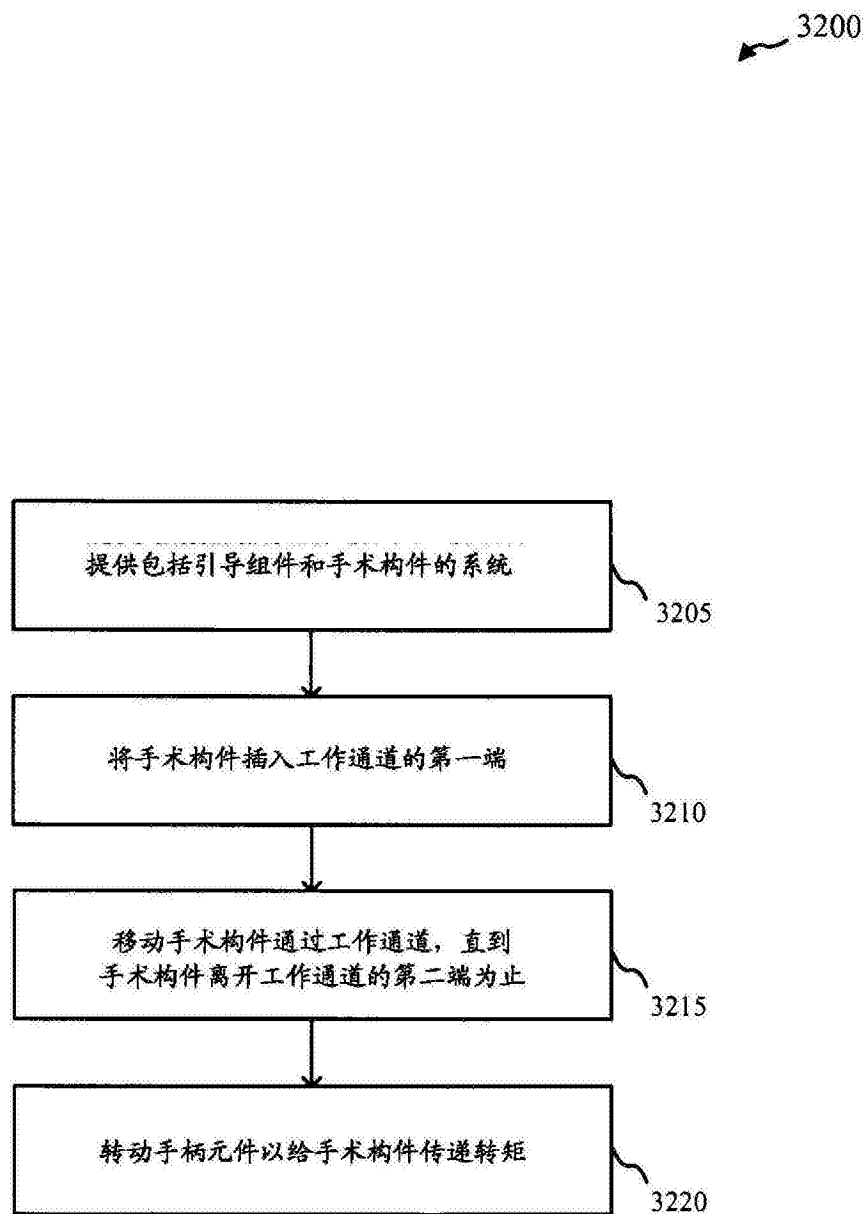 3200
提供包括引导组件和手术构件的系统
3205
将手术构件插入工作通道的第一端
3210
移动手术构件通过工作通道，直到
手术构件离开工作通道的第二端为止
3215
转动手柄元件以给手术构件传递转矩
3220